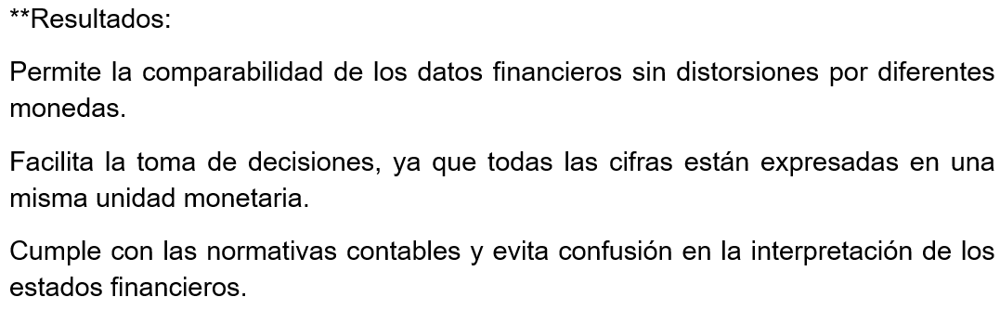 **Resultados:
Permite la comparabilidad de los datos financieros sin distorsiones por diferentes
monedas.
Facilita la toma de decisiones, ya que todas las cifras están expresadas en una
misma unidad monetaria.
Cumple con las normativas contables y evita confusión en la interpretación de los
estados financieros.